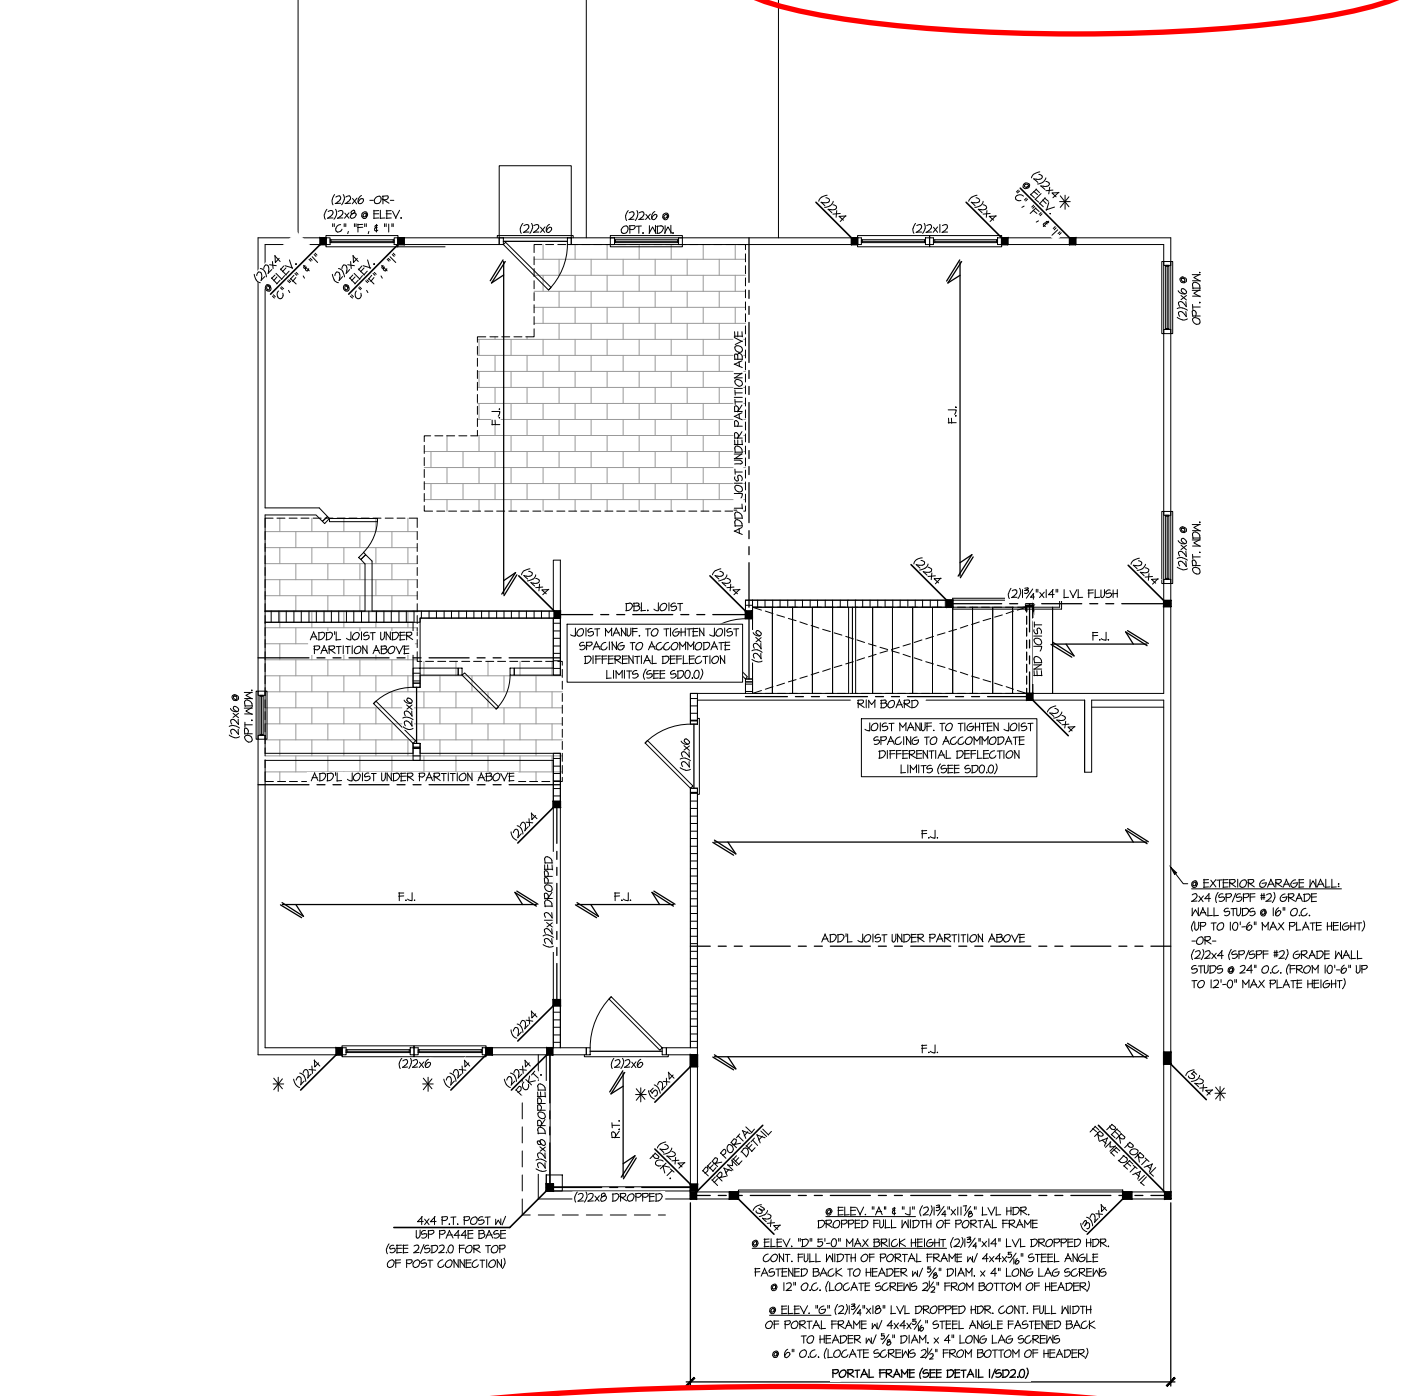 (2)2x6 -OR-
(2)2x8 @ ELEV.
"C", "F", & "I"
(2)2x6
(2)2x6 @
OPT. WDW.
(2)2x4
(2)2x12
(2)2x4
(2)2x4 *
@ ELEV.
"C", "F", & "I"
(2)2x4
@ ELEV.
"C", "F", & "I"
(2)2x4
@ ELEV.
"C", "F", & "I"
(2)2x6 @
OPT. WDW.
F.J.
ADD'L JOIST UNDER PARTITION ABOVE
F.J.
(2)2x6 @
OPT. WDW.
(2)2x4
(2)2x4
(2)2x4
(2)2x4
(2)1¾"x14" LVL FLUSH
DBL. JOIST
ADD'L JOIST UNDER
PARTITION ABOVE
JOIST MANUF. TO TIGHTEN JOIST
SPACING TO ACCOMMODATE
DIFFERENTIAL DEFLECTION
LIMITS (SEE SD0.0)
(2)2x6
END JOIST
F.J.
(2)2x6 @
OPT. WDW.
(2)2x6
RIM BOARD
(2)2x4
(2)2x6
JOIST MANUF. TO TIGHTEN JOIST
SPACING TO ACCOMMODATE
DIFFERENTIAL DEFLECTION
LIMITS (SEE SD0.0)
ADD'L JOIST UNDER PARTITION ABOVE
(2)2x4
F.J.
(2)2x12 DROPPED
F.J.
F.J.
@ EXTERIOR GARAGE WALL:
2x4 (SP/SPF #2) GRADE
WALL STUDS @ 16" O.C.
(UP TO 10'-6" MAX PLATE HEIGHT)
-OR-
(2)2x4 (SP/SPF #2) GRADE WALL
STUDS @ 24" O.C. (FROM 10'-6" UP
TO 12'-0" MAX PLATE HEIGHT)
ADD'L JOIST UNDER PARTITION ABOVE
(2)2x4
F.J.
* (2)2x4
(2)2x6
* (2)2x4
(2)2x4
PCKT.
(2)2x6
* (5)2x4
(5)2x4 *
(2)2x8 DROPPED
R.T.
(2)2x4
PCKT.
PER PORTAL
FRAME DETAIL
PER PORTAL
FRAME DETAIL
(2)2x8 DROPPED
(3)2x4
(3)2x4
4x4 P.T. POST W/
USP PA44E BASE
(SEE 2/SD2.0 FOR TOP
OF POST CONNECTION)
@ ELEV. "A" & "J" (2)1¾"x11⅞" LVL HDR.
DROPPED FULL WIDTH OF PORTAL FRAME
@ ELEV. "D" 5'-0" MAX BRICK HEIGHT (2)1¾"x14" LVL DROPPED HDR.
CONT. FULL WIDTH OF PORTAL FRAME W/ 4x4x5/16" STEEL ANGLE
FASTENED BACK TO HEADER W/ ⅝" DIAM. x 4" LONG LAG SCREWS
@ 12" O.C. (LOCATE SCREWS 2½" FROM BOTTOM OF HEADER)
@ ELEV. "G" (2)1¾"x18" LVL DROPPED HDR. CONT. FULL WIDTH
OF PORTAL FRAME W/ 4x4x5/16" STEEL ANGLE FASTENED BACK
TO HEADER W/ ⅝" DIAM. x 4" LONG LAG SCREWS
@ 6" O.C. (LOCATE SCREWS 2½" FROM BOTTOM OF HEADER)
PORTAL FRAME (SEE DETAIL 1/SD2.0)